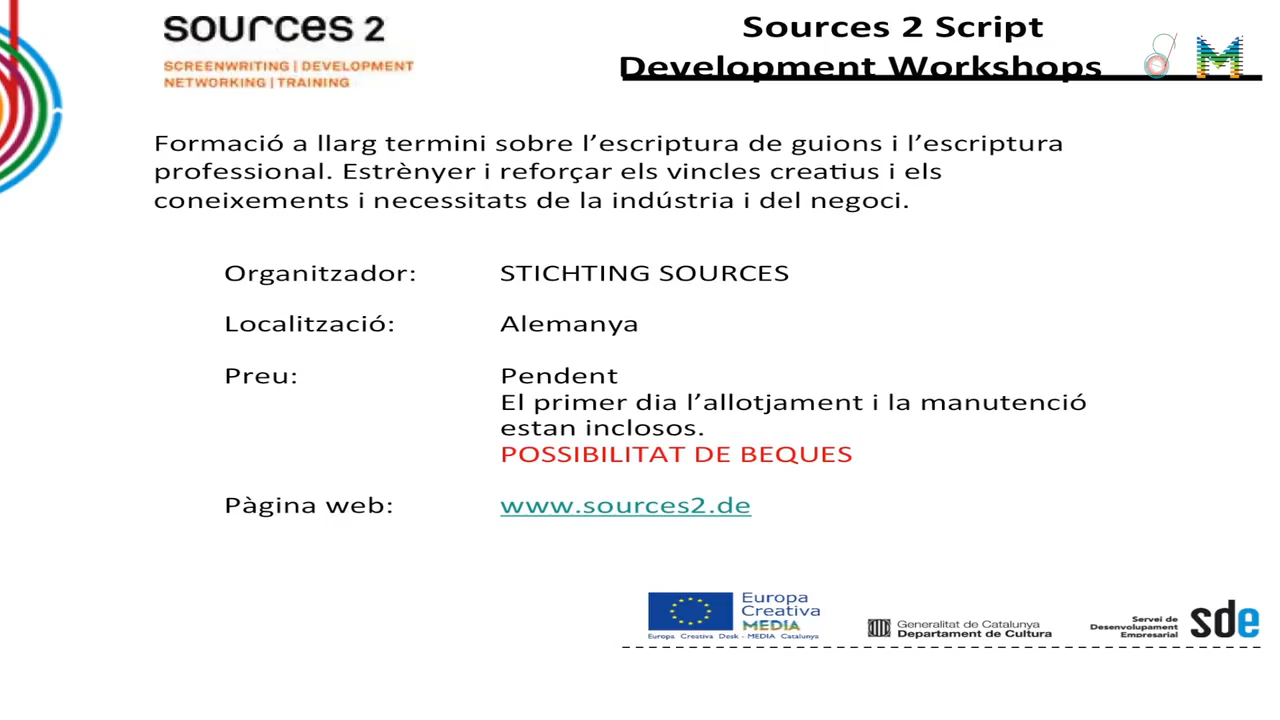 sources 2
SCREENWRITING | DEVELOPMENT
NETWORKING | TRAINING
Sources 2 Script
Development Workshops
Formació a llarg termini sobre l’escriptura de guions i l’escriptura
professional. Estrènyer i reforçar els vincles creatius i els
coneixements i necessitats de la indústria i del negoci.
Organitzador: STICHTING SOURCES
Localització: Alemanya
Preu: Pendent
El primer dia l’allotjament i la manutenció
estan inclosos.
POSSIBILITAT DE BEQUES
Pàgina web: www.sources2.de
Europa
Creativa
MEDIA
Europa Creativa Desk - MEDIA Catalunya
Generalitat de Catalunya
Departament de Cultura
Servei de
Desenvolupament
Empresarial
sde